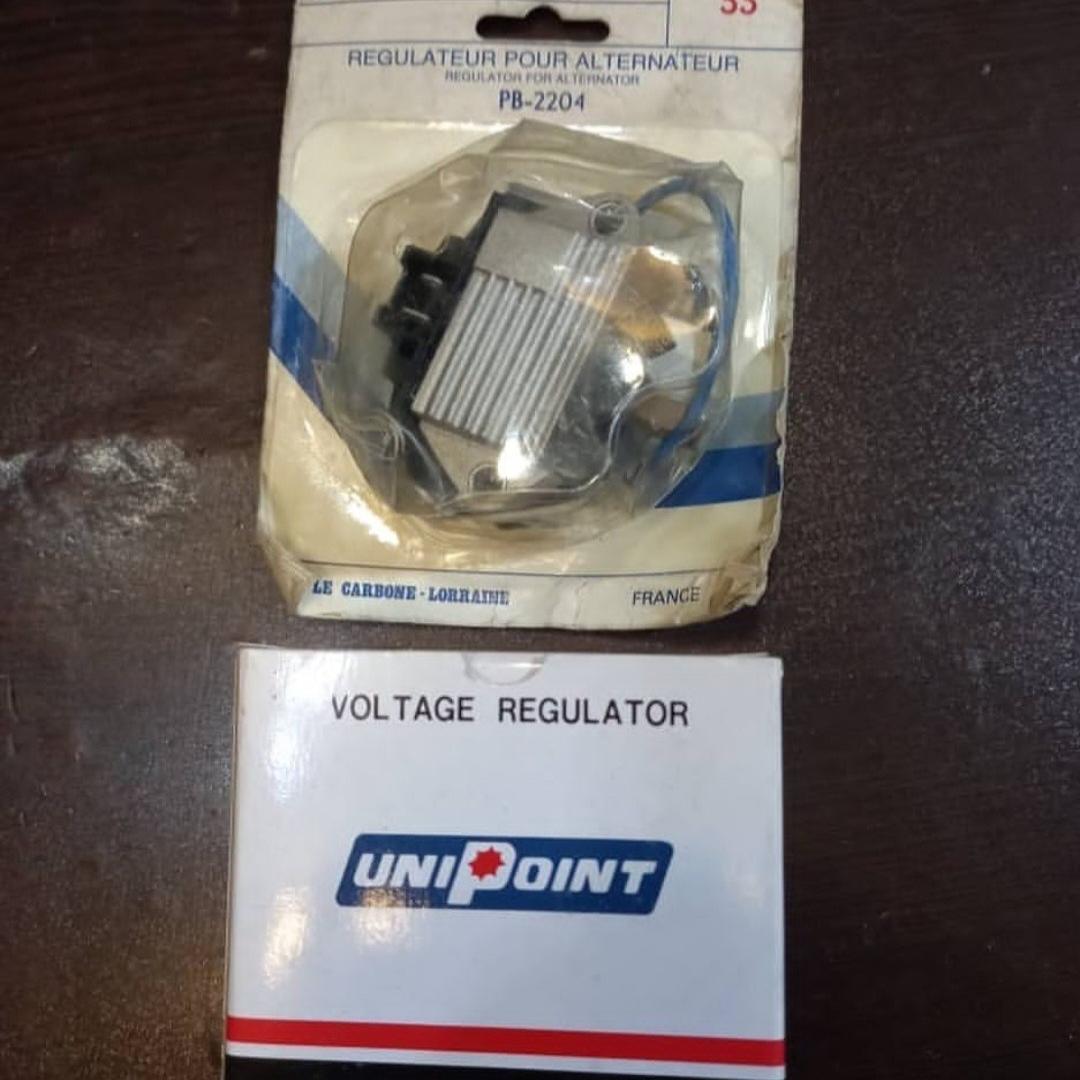 33
REGULATEUR POUR ALTERNATEUR
REGULATOR FOR ALTERNATOR
PB-2204
LE CARBONE-LORRAINE
FRANCE
VOLTAGE REGULATOR
UNIPOINT